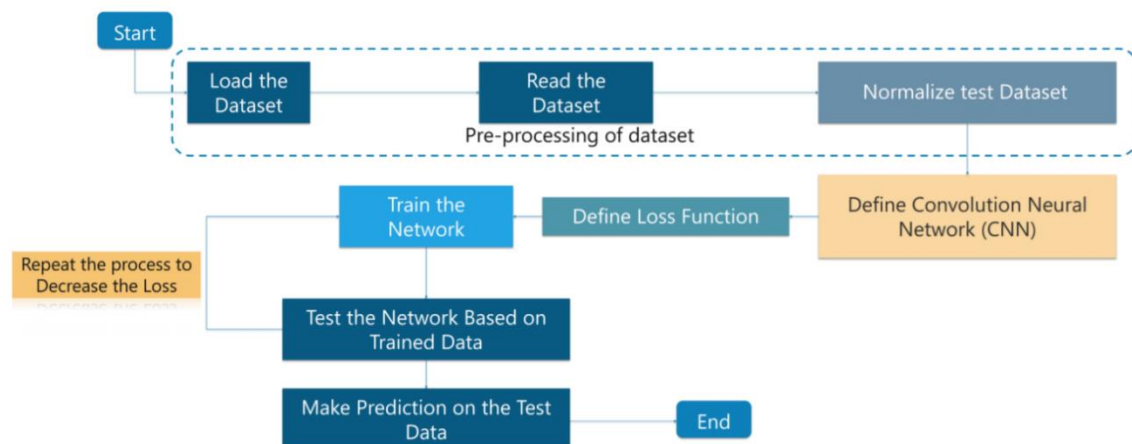 Start
Load the
Dataset
Read the
Dataset
Normalize test Dataset
Pre-processing of dataset
Define Convolution Neural
Network (CNN)
Define Loss Function
Train the
Network
Repeat the process to
Decrease the Loss
Test the Network Based on
Trained Data
Make Prediction on the Test
Data
End